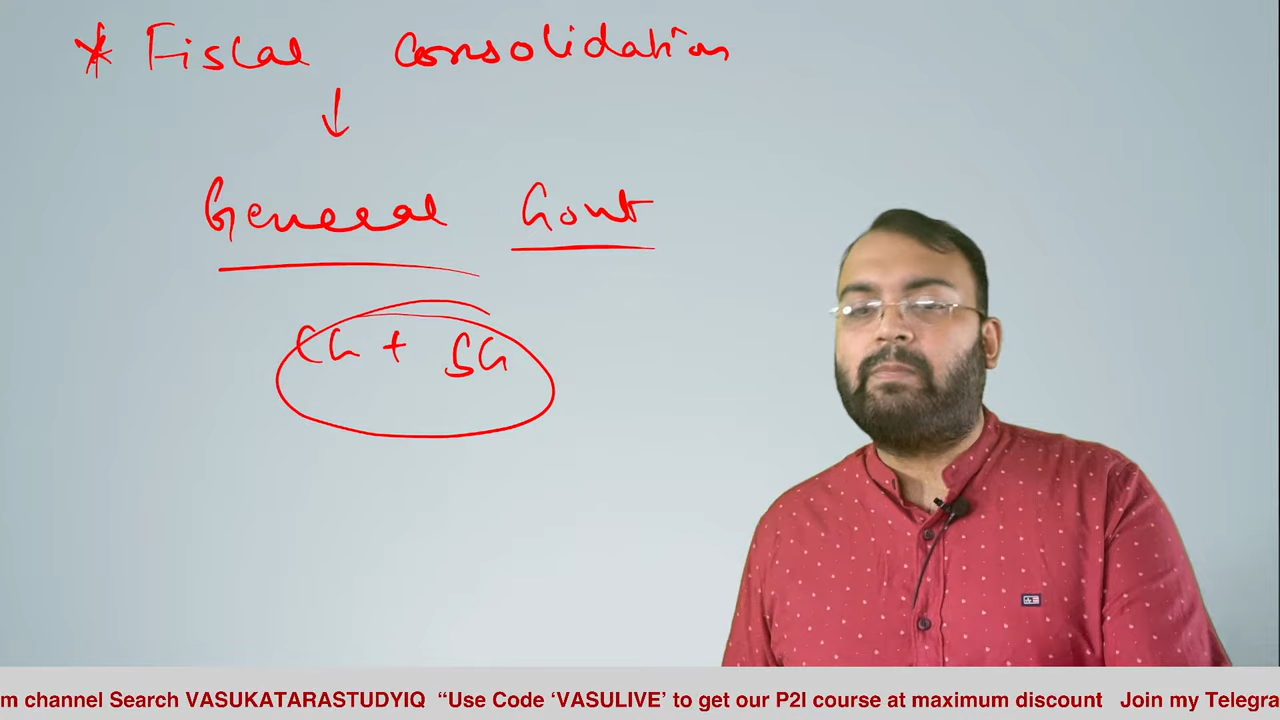 * Fiscal consolidation
↓
General Govt
CG + SG
m channel Search VASUKATARASTUDYIQ “Use Code ‘VASULIVE’ to get our P2I course at maximum discount Join my Telegra